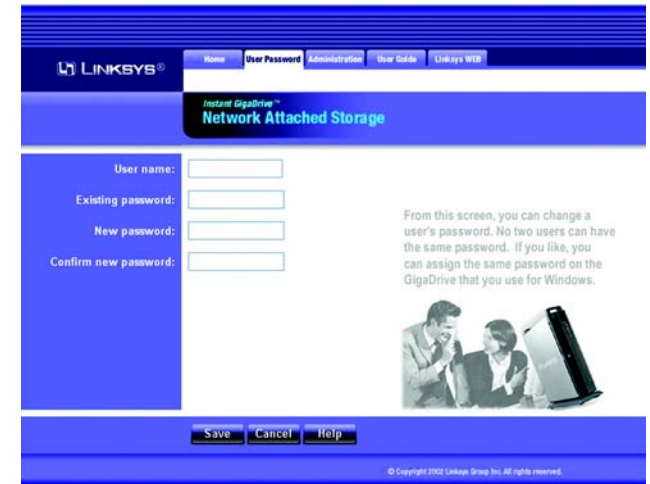 LINKSYS®
Home User Password Administration User Guide Linksys WEB
Instant GigaDrive™
Network Attached Storage
User name:
Existing password:
New password:
Confirm new password:
From this screen, you can change a
user's password. No two users can have
the same password. If you like, you
can assign the same password on the
GigaDrive that you use for Windows.
Save Cancel Help
© Copyright 2002 Linksys Group Inc. All rights reserved.